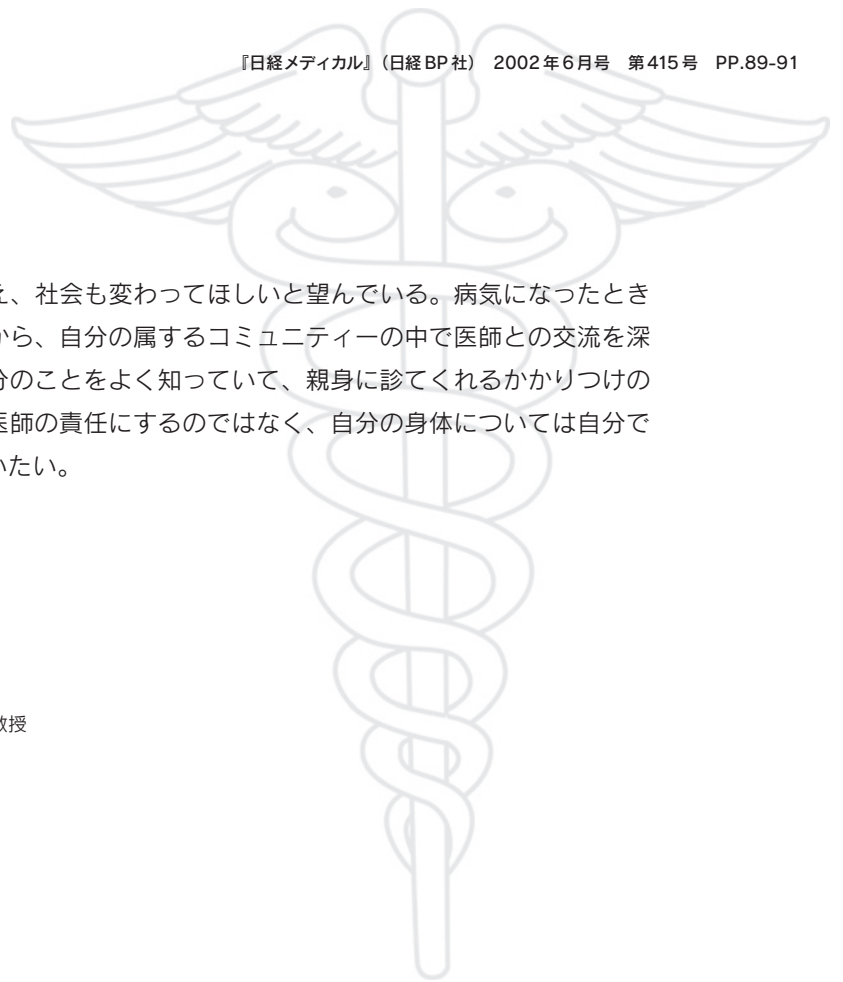 『日経メディカル』（日経BP社） 2002年6月号 第415号 PP.89-91
え、社会も変わってほしいと望んでいる。病気になったとき
から、自分の属するコミュニティーの中で医師との交流を深
分のことをよく知っていて、親身に診てくれるかかりつけの
医師の責任にするのではなく、自分の身体については自分で
いたい。
教授